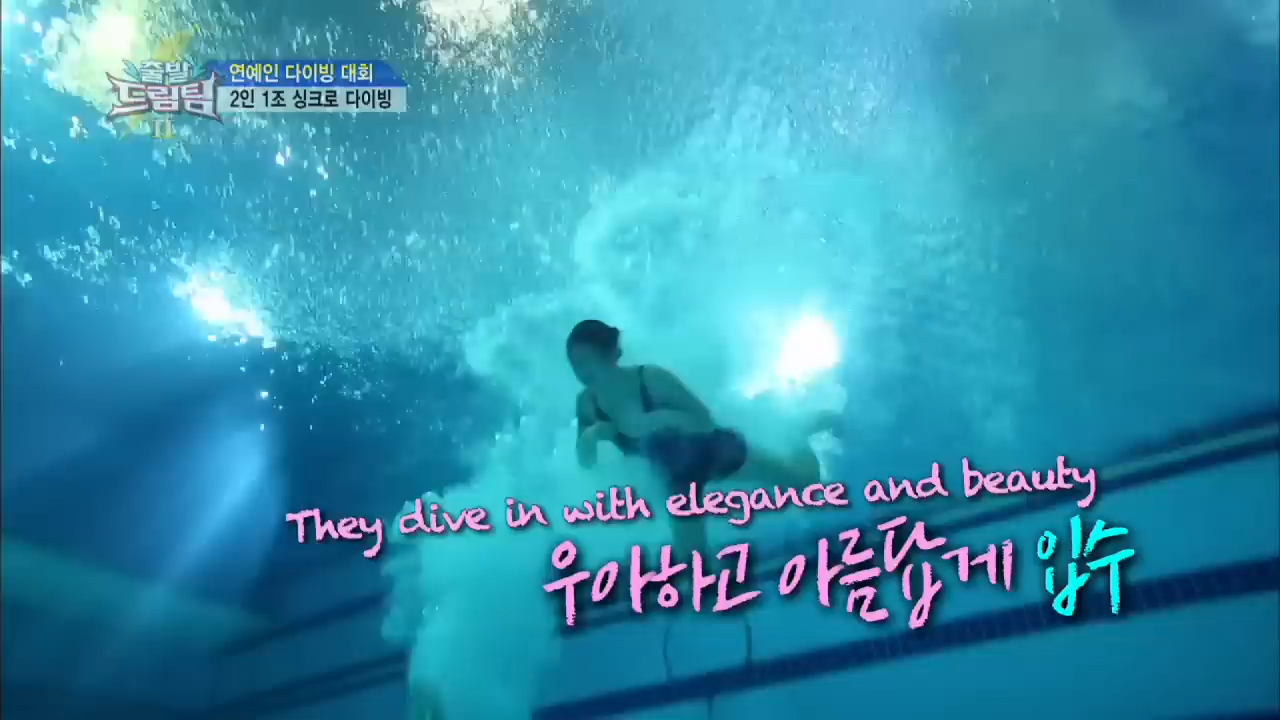 출발
드림팀
II
연예인 다이빙 대회
2인 1조 싱크로 다이빙
They dive in with elegance and beauty
우아하고 아름답게 입수